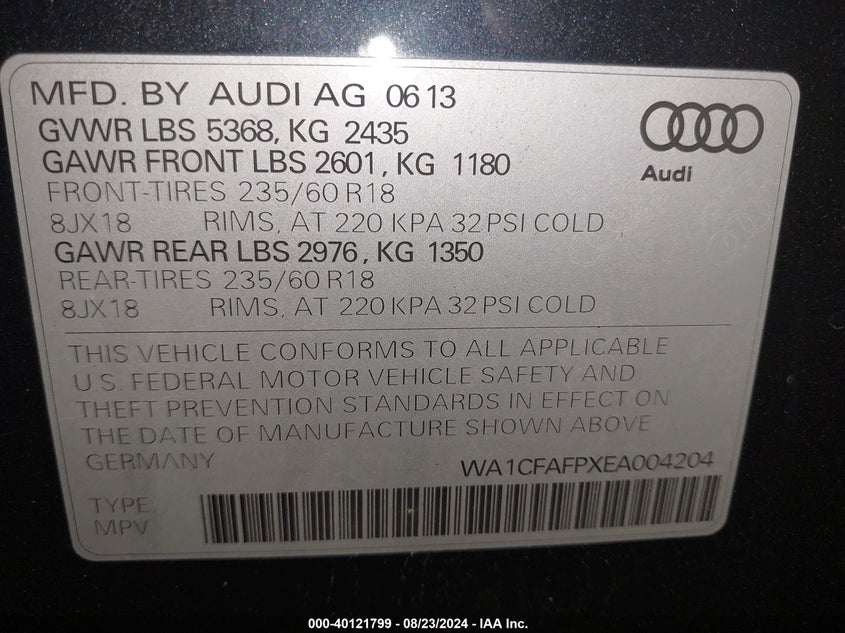 MFD. BY AUDI AG 06 13
GVWR LBS 5368, KG 2435
GAWR FRONT LBS 2601, KG 1180
FRONT-TIRES 235/60 R18
8JX18 RIMS, AT 220 KPA 32 PSI COLD
GAWR REAR LBS 2976, KG 1350
REAR-TIRES 235/60 R18
8JX18 RIMS, AT 220 KPA 32 PSI COLD
Audi
THIS VEHICLE CONFORMS TO ALL APPLICABLE
U.S. FEDERAL MOTOR VEHICLE SAFETY AND
THEFT PREVENTION STANDARDS IN EFFECT ON
THE DATE OF MANUFACTURE SHOWN ABOVE
GERMANY WA1CFAFPXEA004204
TYPE:
MPV
000-40121799 - 08/23/2024 - IAA Inc.